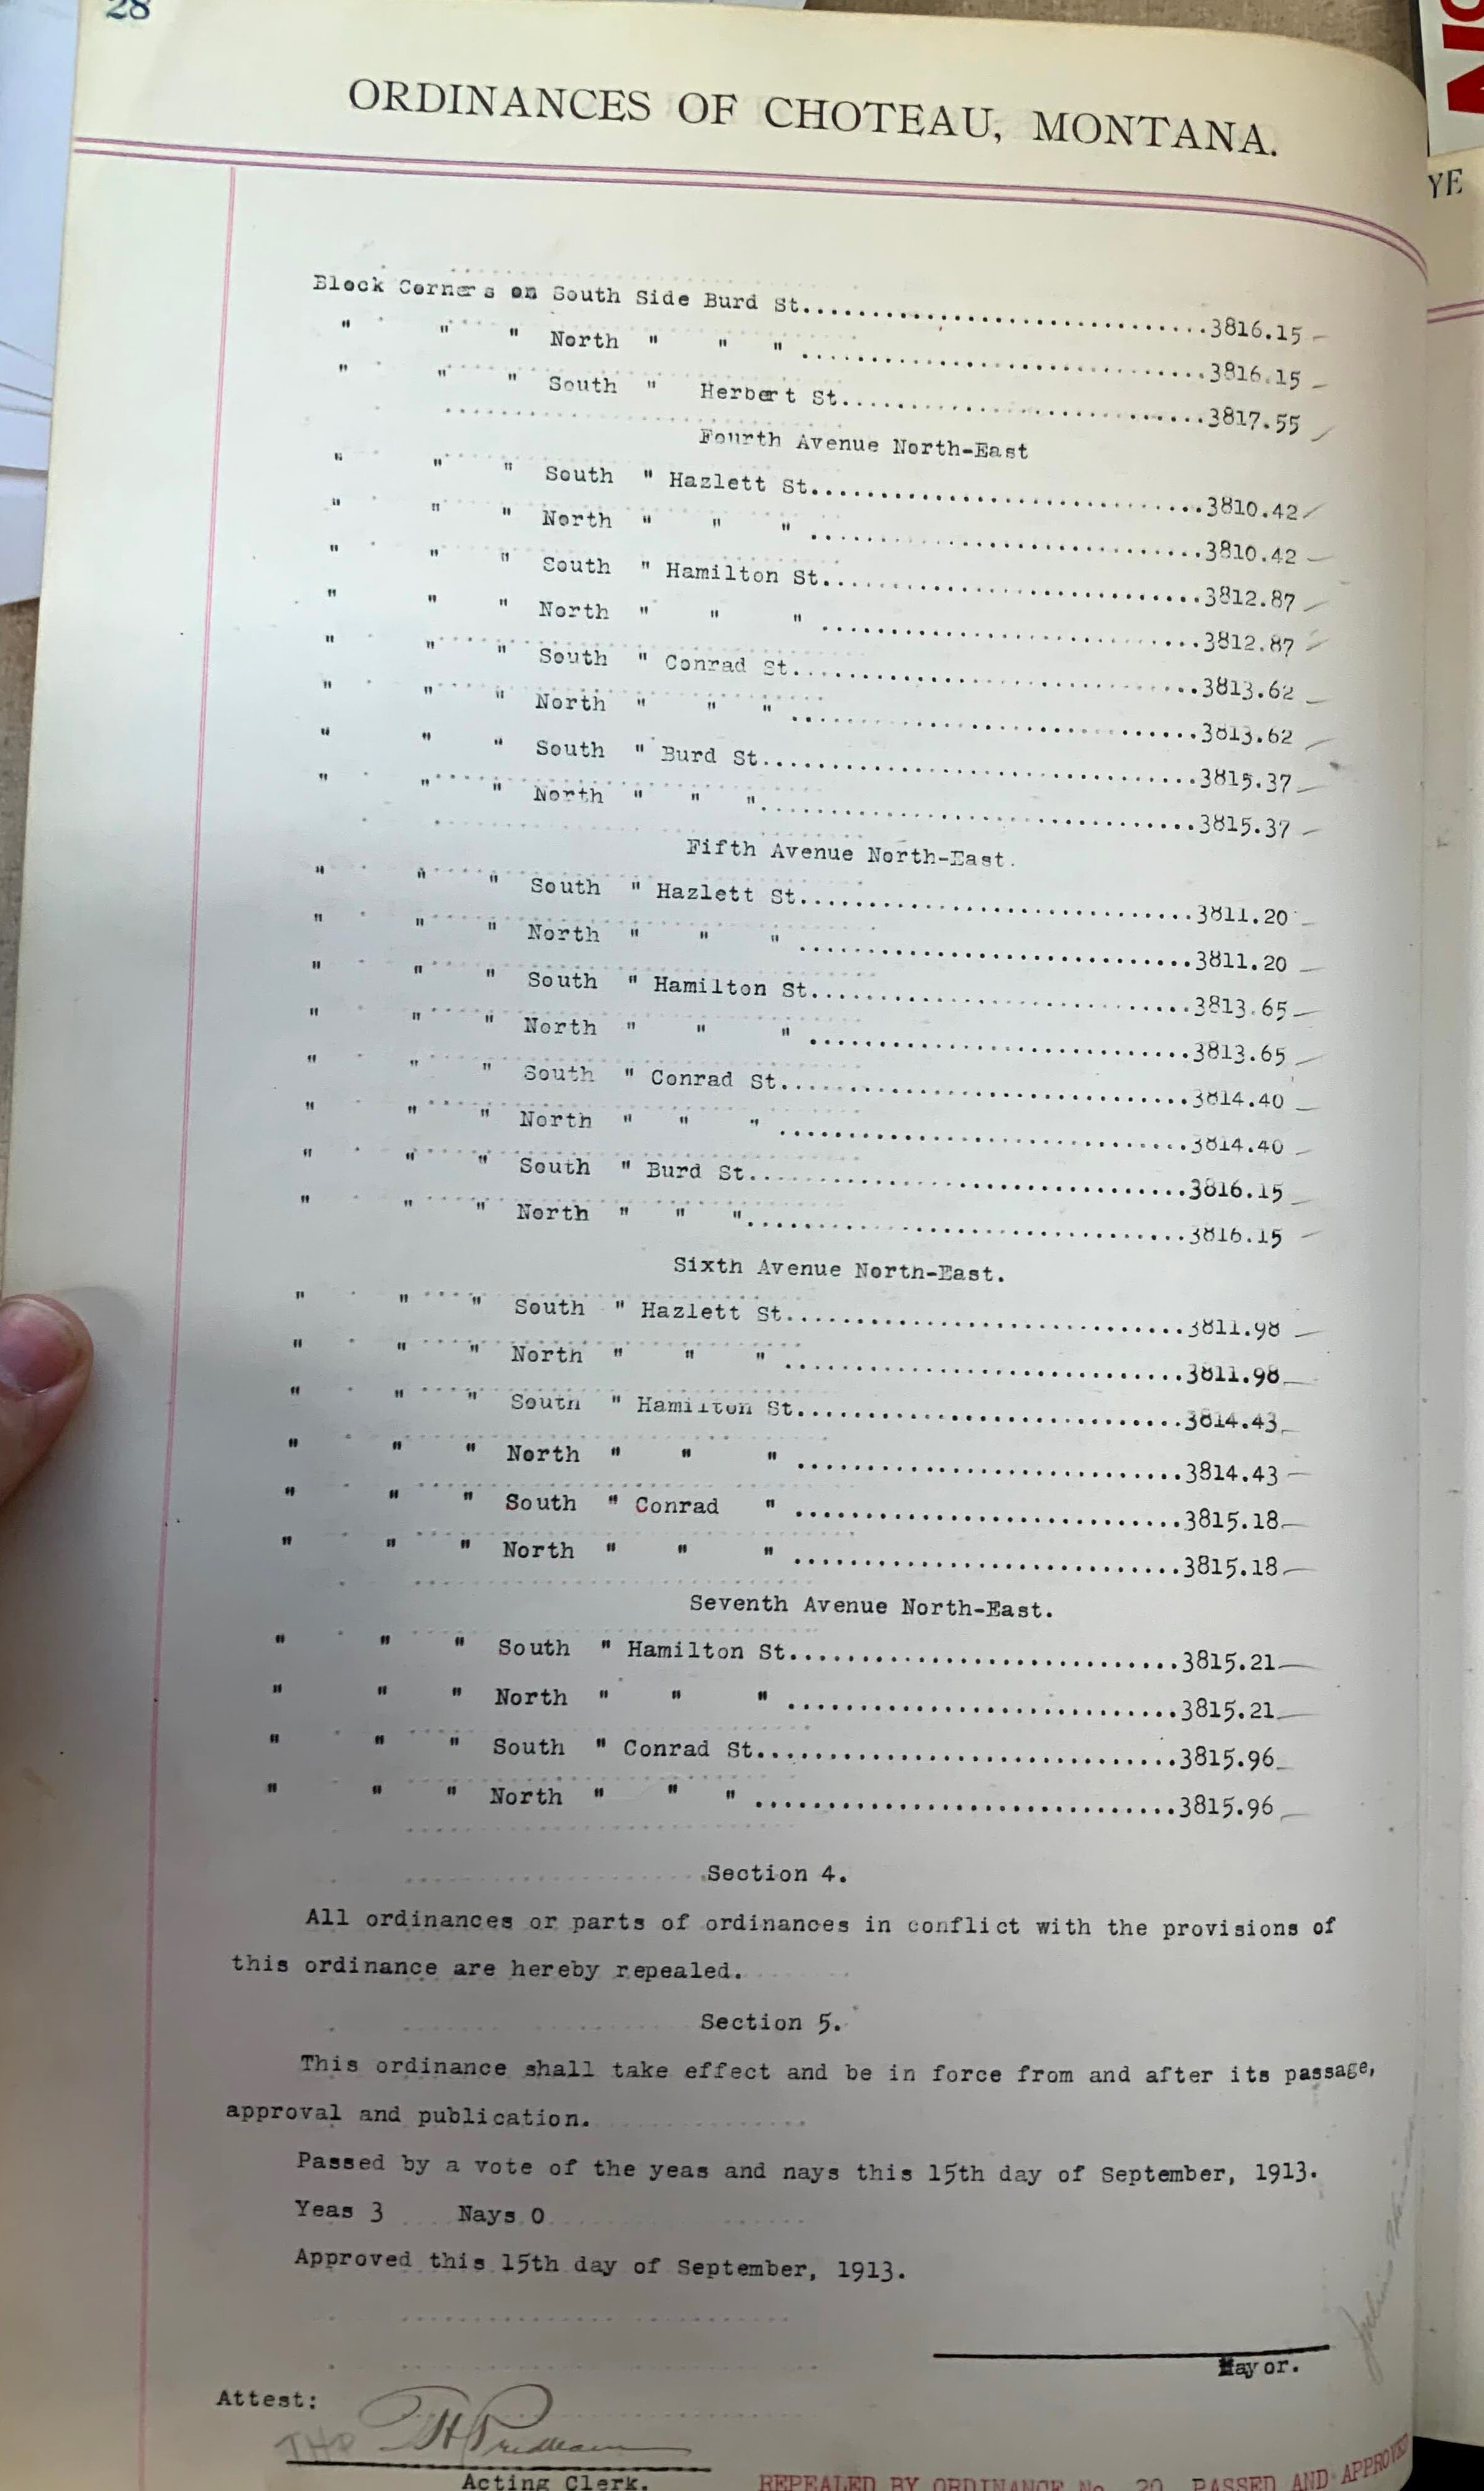 28
ORDINANCES OF CHOTEAU, MONTANA.
YE
Block Corners on South Side Burd St..................................3816.15
" " " North " " " ..................................3816.15
" " " South " Herbert St..............................3817.55
Fourth Avenue North-East
" " " South " Hazlett St.................................3810.42
" " " North " " " .................................3810.42
" " " South " Hamilton St................................3812.87
" " " North " " " ................................3812.87
" " " South " Conrad St..................................3813.62
" " " North " " " ..................................3813.62
" " " South " Burd St....................................3815.37
" " " North " " "....................................3815.37
Fifth Avenue North-East.
" " " South " Hazlett St.................................3811.20
" " " North " " " .................................3811.20
" " " South " Hamilton St................................3813.65
" " " North " " " ................................3813.65
" " " South " Conrad St..................................3814.40
" " " North " " " ..................................3814.40
" " " South " Burd St....................................3816.15
" " " North " " "....................................3816.15
Sixth Avenue North-East.
" " " South " Hazlett St.................................3811.98
" " " North " " " .................................3811.98
" " " South " Hamilton St................................3814.43
" " " North " " " ................................3814.43
" " " South " Conrad " ................................3815.18
" " " North " " " ................................3815.18
Seventh Avenue North-East.
" " " South " Hamilton St................................3815.21
" " " North " " " ................................3815.21
" " " South " Conrad St...................................3815.96
" " " North " " " ...................................3815.96
Section 4.
All ordinances or parts of ordinances in conflict with the provisions of
this ordinance are hereby repealed.
Section 5.
This ordinance shall take effect and be in force from and after its passage,
approval and publication.
Passed by a vote of the yeas and nays this 15th day of September, 1913.
Yeas 3 Nays 0
Approved this 15th day of September, 1913.
Mayor.
Attest:
THP
Acting Clerk.
REPEALED BY ORDINANCE No. 20 PASSED AND APPROVED